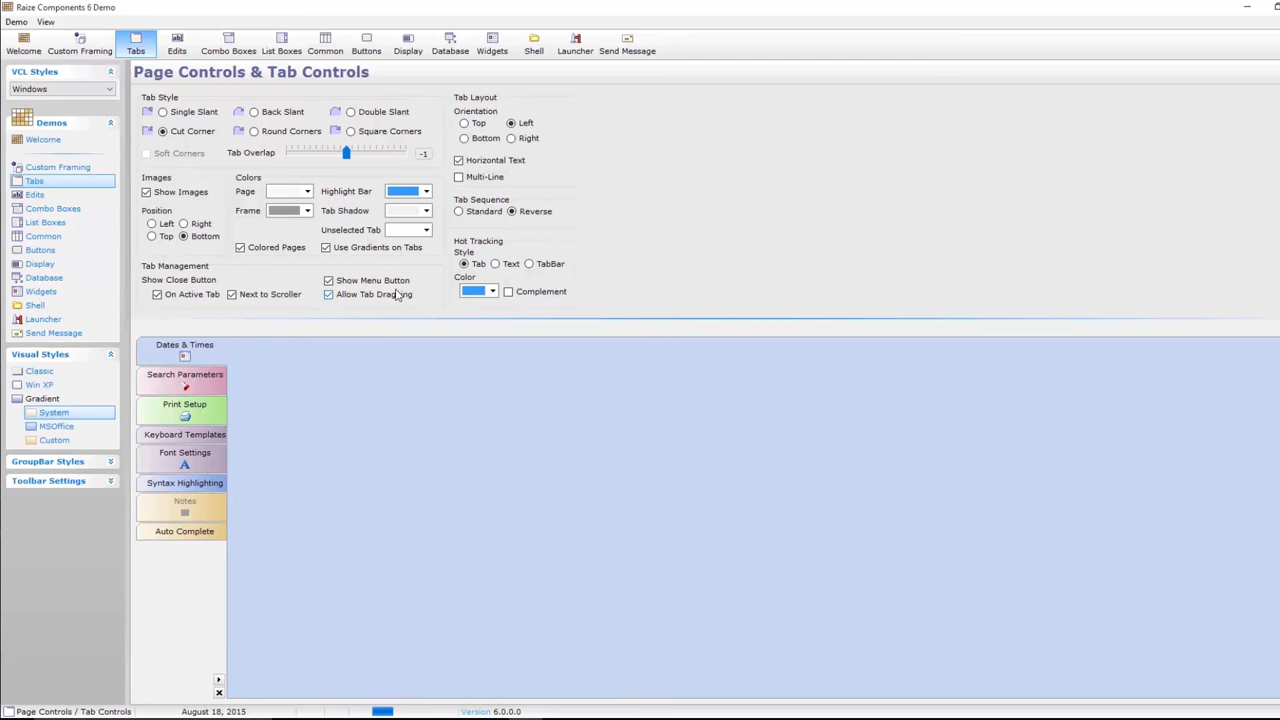 Raize Components 6 Demo
Demo View
Welcome Custom Framing Tabs Edits Combo Boxes List Boxes Common Buttons Display Database Widgets Shell Launcher Send Message
VCL Styles
Windows
Demos
Welcome
Custom Framing
Tabs
Edits
Combo Boxes
List Boxes
Common
Buttons
Display
Database
Widgets
Shell
Launcher
Send Message
Visual Styles
Classic
Win XP
Gradient
System
MSOffice
Custom
GroupBar Styles
Toolbar Settings
Page Controls & Tab Controls
Tab Style
Single Slant Back Slant Double Slant
Cut Corner Round Corners Square Corners
Soft Corners Tab Overlap -1
Images
Show Images
Position
Left Right
Top Bottom
Colors
Page Highlight Bar
Frame Tab Shadow
Unselected Tab
Colored Pages Use Gradients on Tabs
Tab Management
Show Close Button Show Menu Button
On Active Tab Next to Scroller Allow Tab Dragging
Tab Layout
Orientation
Top Left
Bottom Right
Horizontal Text
Multi-Line
Tab Sequence
Standard Reverse
Hot Tracking
Style
Tab Text TabBar
Color
Complement
Dates & Times
Search Parameters
Print Setup
Keyboard Templates
Font Settings
Syntax Highlighting
Notes
Auto Complete
Page Controls / Tab Controls August 18, 2015 Version 6.0.0.0